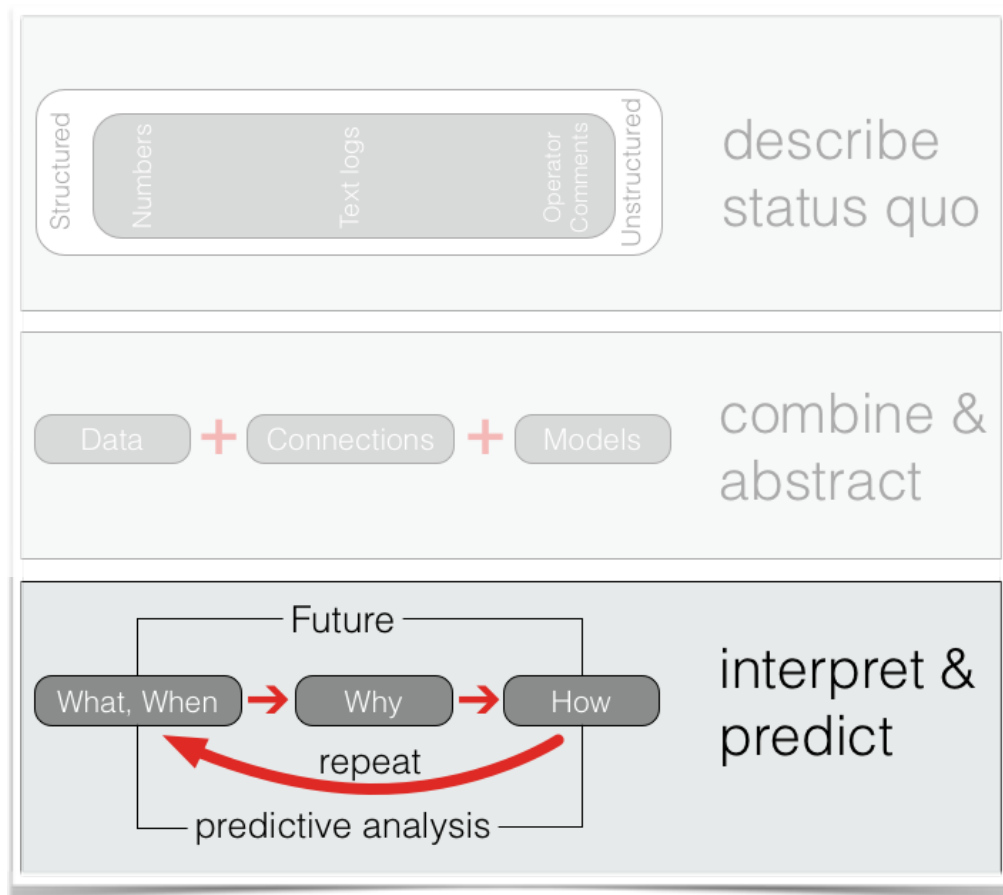 Structured
Numbers
Text logs
Operator
Comments
Unstructured
describe
status quo
Data + Connections + Models
combine &
abstract
Future
What, When → Why → How
repeat
predictive analysis
interpret &
predict